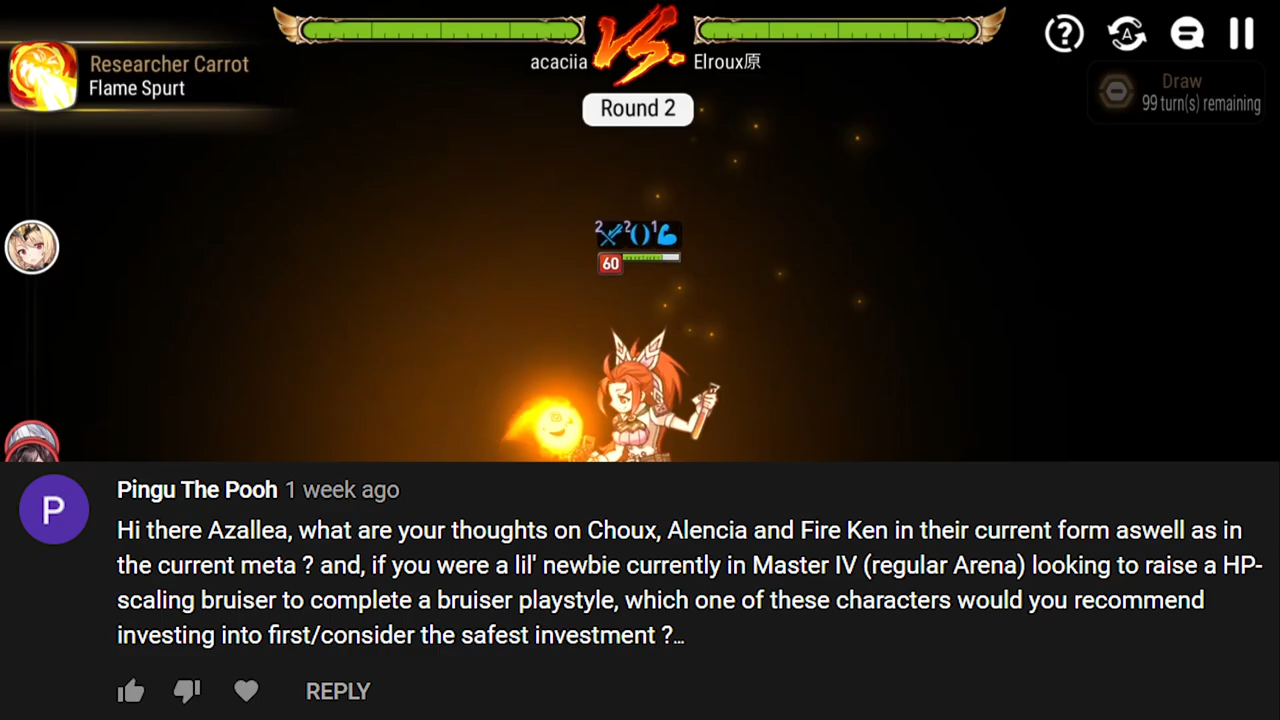 Researcher Carrot
Flame Spurt
VS.
acaciia
Elroux原
Round 2
A
Draw
99 turn(s) remaining
2 2 1
60
P
Pingu The Pooh 1 week ago
Hi there Azallea, what are your thoughts on Choux, Alencia and Fire Ken in their current form aswell as in
the current meta ? and, if you were a lil' newbie currently in Master IV (regular Arena) looking to raise a HP-
scaling bruiser to complete a bruiser playstyle, which one of these characters would you recommend
investing into first/consider the safest investment ?...
REPLY